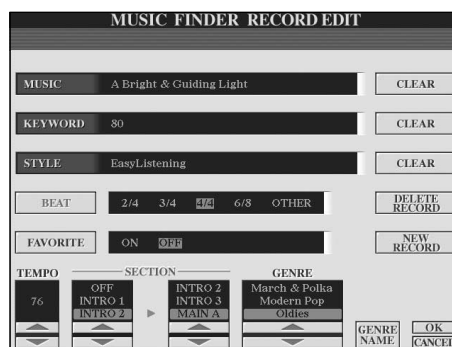 MUSIC FINDER RECORD EDIT
MUSIC A Bright & Guiding Light CLEAR
KEYWORD 80 CLEAR
STYLE EasyListening CLEAR
BEAT 2/4 3/4 4/4 6/8 OTHER DELETE RECORD
FAVORITE ON OFF NEW RECORD
TEMPO SECTION GENRE
76
OFF INTRO 2 March & Polka
INTRO 1 INTRO 3 Modern Pop
INTRO 2 MAIN A Oldies
GENRE NAME
OK
CANCEL